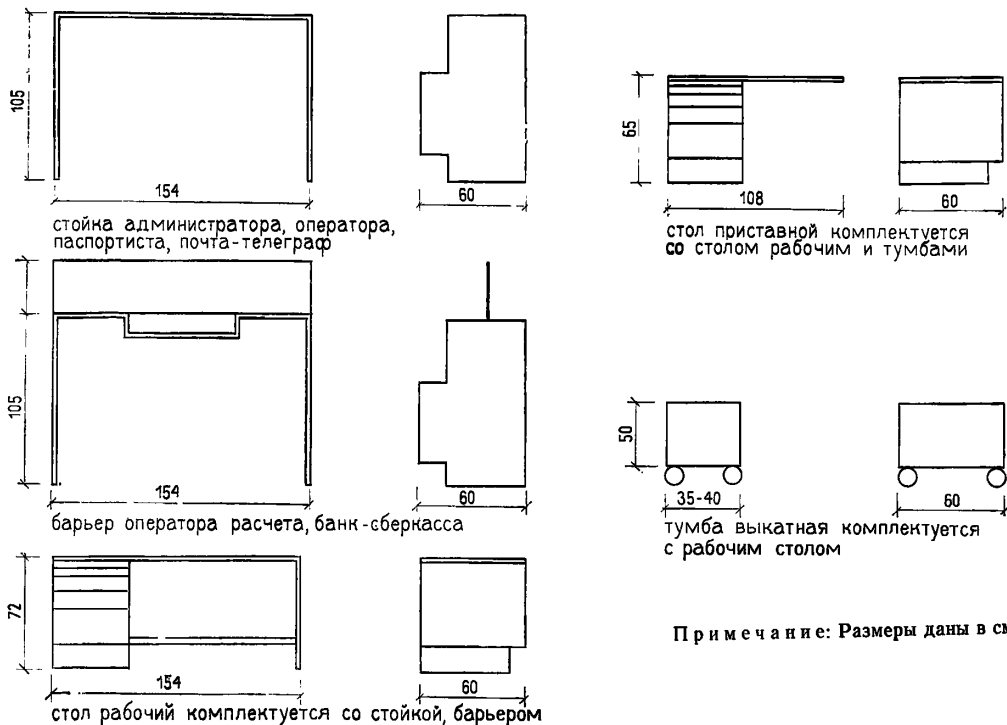 105
154
60
стойка администратора, оператора,
паспортиста, почта-телеграф
105
154
60
барьер оператора расчета, банк-сберкасса
72
154
60
стол рабочий комплектуется со стойкой, барьером
65
108
60
стол приставной комплектуется
со столом рабочим и тумбами
50
35-40
60
тумба выкатная комплектуется
с рабочим столом
Примечание: Размеры даны в см